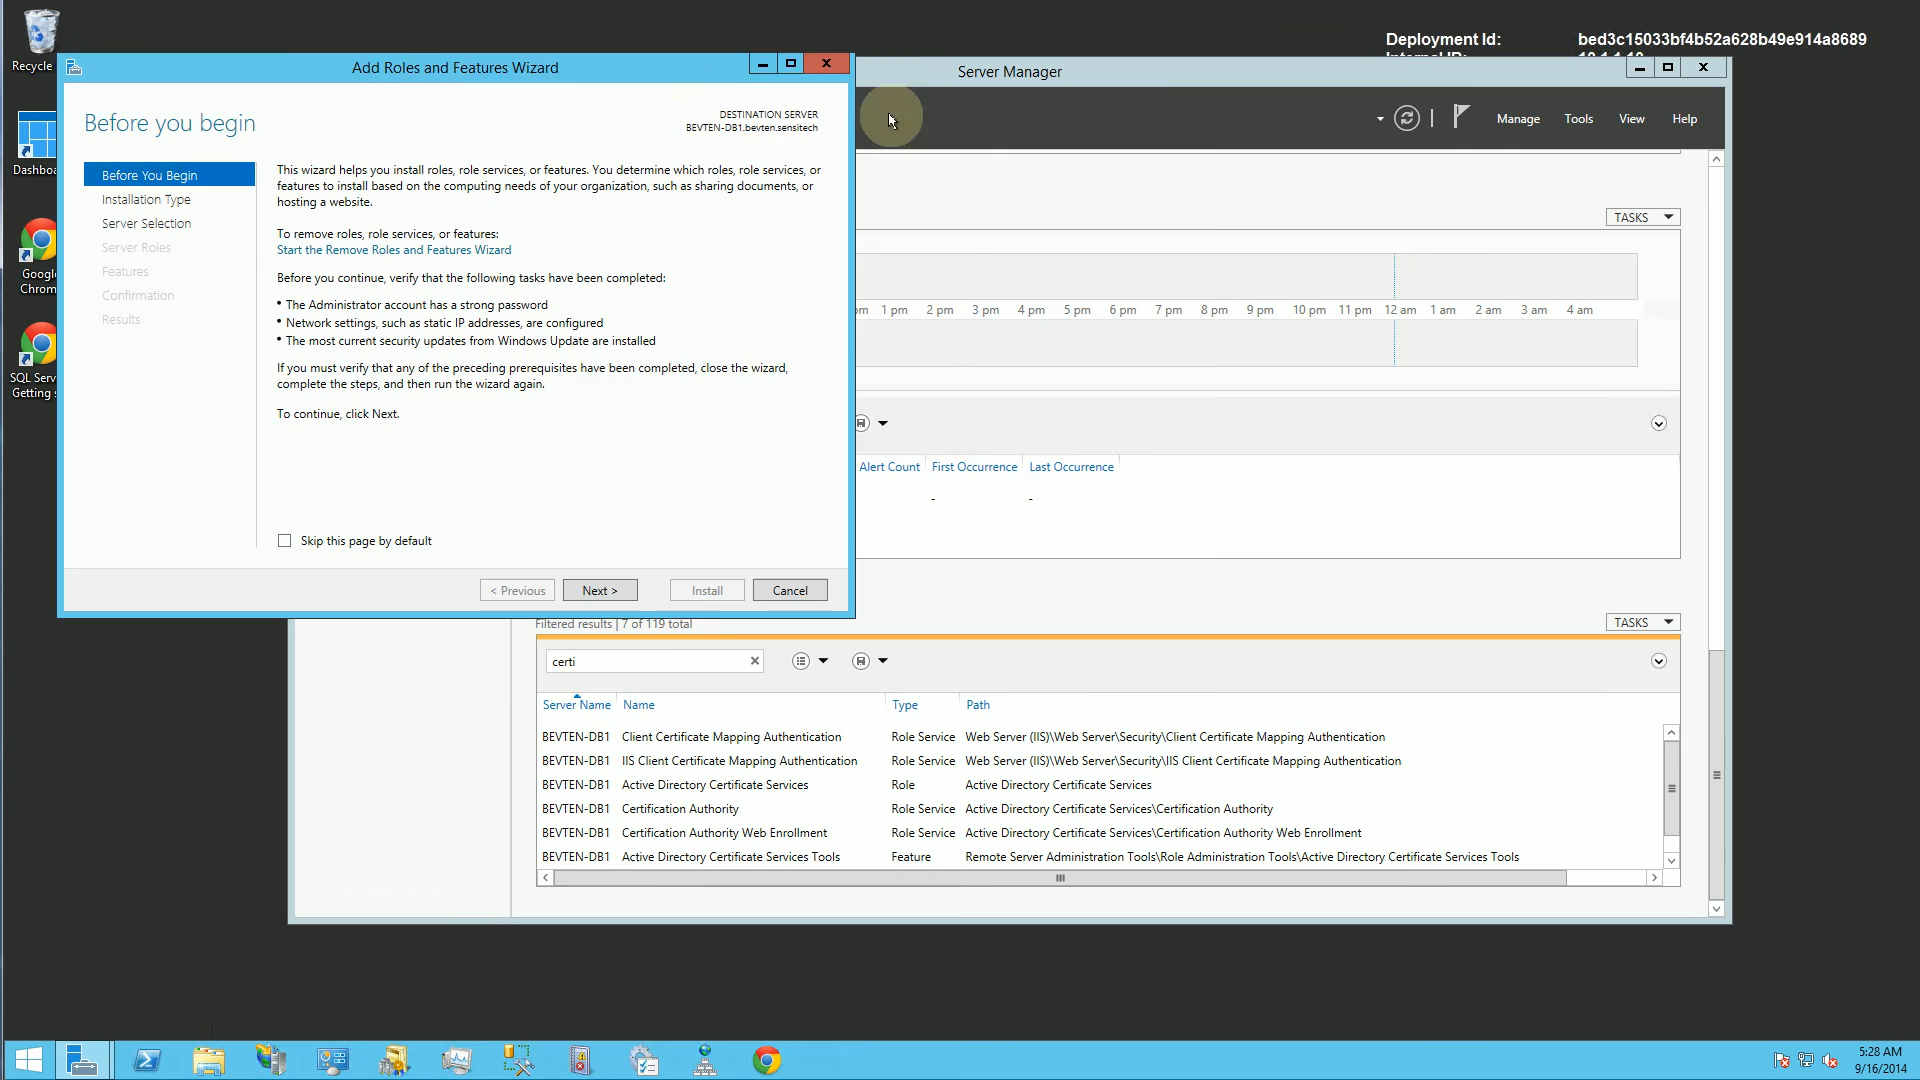 Deployment Id: bed3c15033bf4b52a628b49e914a8689
Recycle
Dashbo
Google
Chrom
SQL Serv
Getting
Server Manager
Manage Tools View Help
Add Roles and Features Wizard
Before you begin
DESTINATION SERVER
BEVTEN-DB1.bevten.sensitech
Before You Begin
Installation Type
Server Selection
Server Roles
Features
Confirmation
Results
This wizard helps you install roles, role services, or features. You determine which roles, role services, or
features to install based on the computing needs of your organization, such as sharing documents, or
hosting a website.
To remove roles, role services, or features:
Start the Remove Roles and Features Wizard
Before you continue, verify that the following tasks have been completed:
• The Administrator account has a strong password
• Network settings, such as static IP addresses, are configured
• The most current security updates from Windows Update are installed
If you must verify that any of the preceding prerequisites have been completed, close the wizard,
complete the steps, and then run the wizard again.
To continue, click Next.
Skip this page by default
< Previous Next > Install Cancel
TASKS
pm 1 pm 2 pm 3 pm 4 pm 5 pm 6 pm 7 pm 8 pm 9 pm 10 pm 11 pm 12 am 1 am 2 am 3 am 4 am
Alert Count First Occurrence Last Occurrence
- -
Filtered results | 7 of 119 total
TASKS
certi
Server Name Name Type Path
BEVTEN-DB1 Client Certificate Mapping Authentication Role Service Web Server (IIS)\Web Server\Security\Client Certificate Mapping Authentication
BEVTEN-DB1 IIS Client Certificate Mapping Authentication Role Service Web Server (IIS)\Web Server\Security\IIS Client Certificate Mapping Authentication
BEVTEN-DB1 Active Directory Certificate Services Role Active Directory Certificate Services
BEVTEN-DB1 Certification Authority Role Service Active Directory Certificate Services\Certification Authority
BEVTEN-DB1 Certification Authority Web Enrollment Role Service Active Directory Certificate Services\Certification Authority Web Enrollment
BEVTEN-DB1 Active Directory Certificate Services Tools Feature Remote Server Administration Tools\Role Administration Tools\Active Directory Certificate Services Tools
5:28 AM
9/16/2014